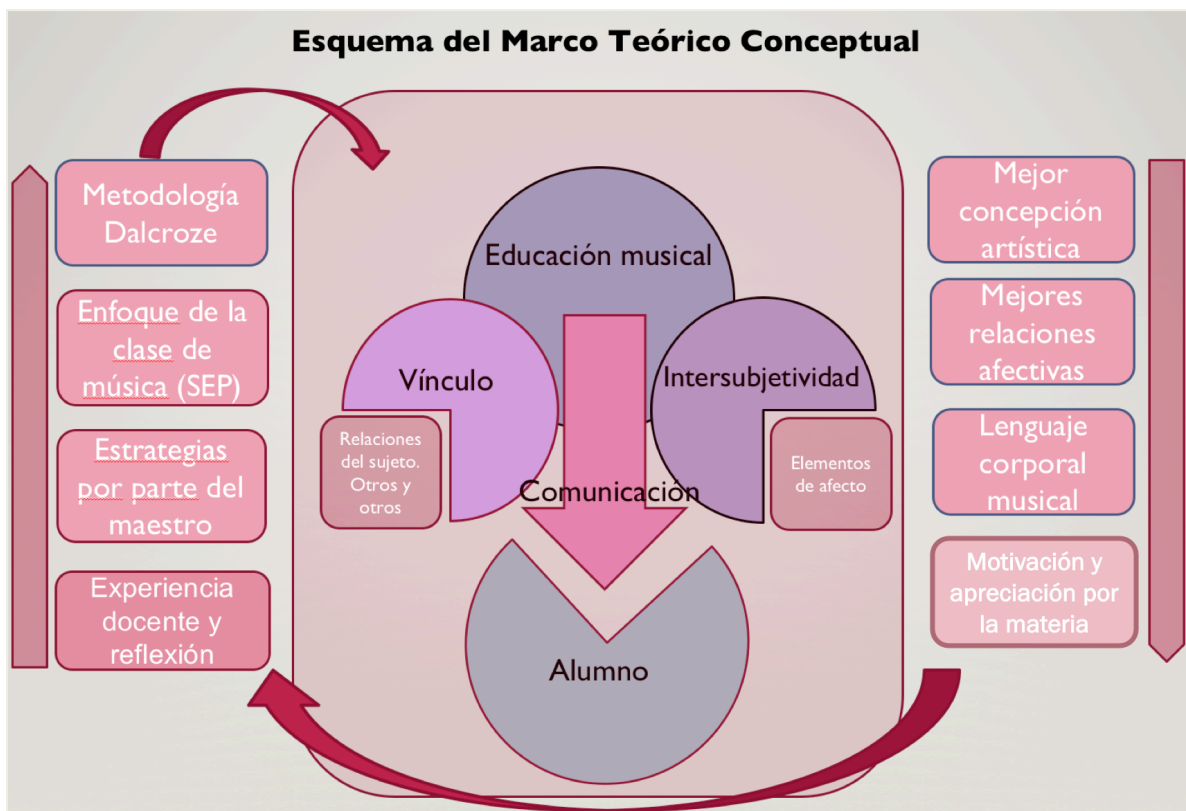 Esquema del Marco Teórico Conceptual
Metodología
Dalcroze
Enfoque de la
clase de
música (SEP)
Estrategias
por parte del
maestro
Experiencia
docente y
reflexión
Educación musical
Vínculo
Intersubjetividad
Relaciones
del sujeto.
Otros y
otros
Elementos
de afecto
Comunicación
Alumno
Mejor
concepción
artística
Mejores
relaciones
afectivas
Lenguaje
corporal
musical
Motivación y
apreciación por
la materia